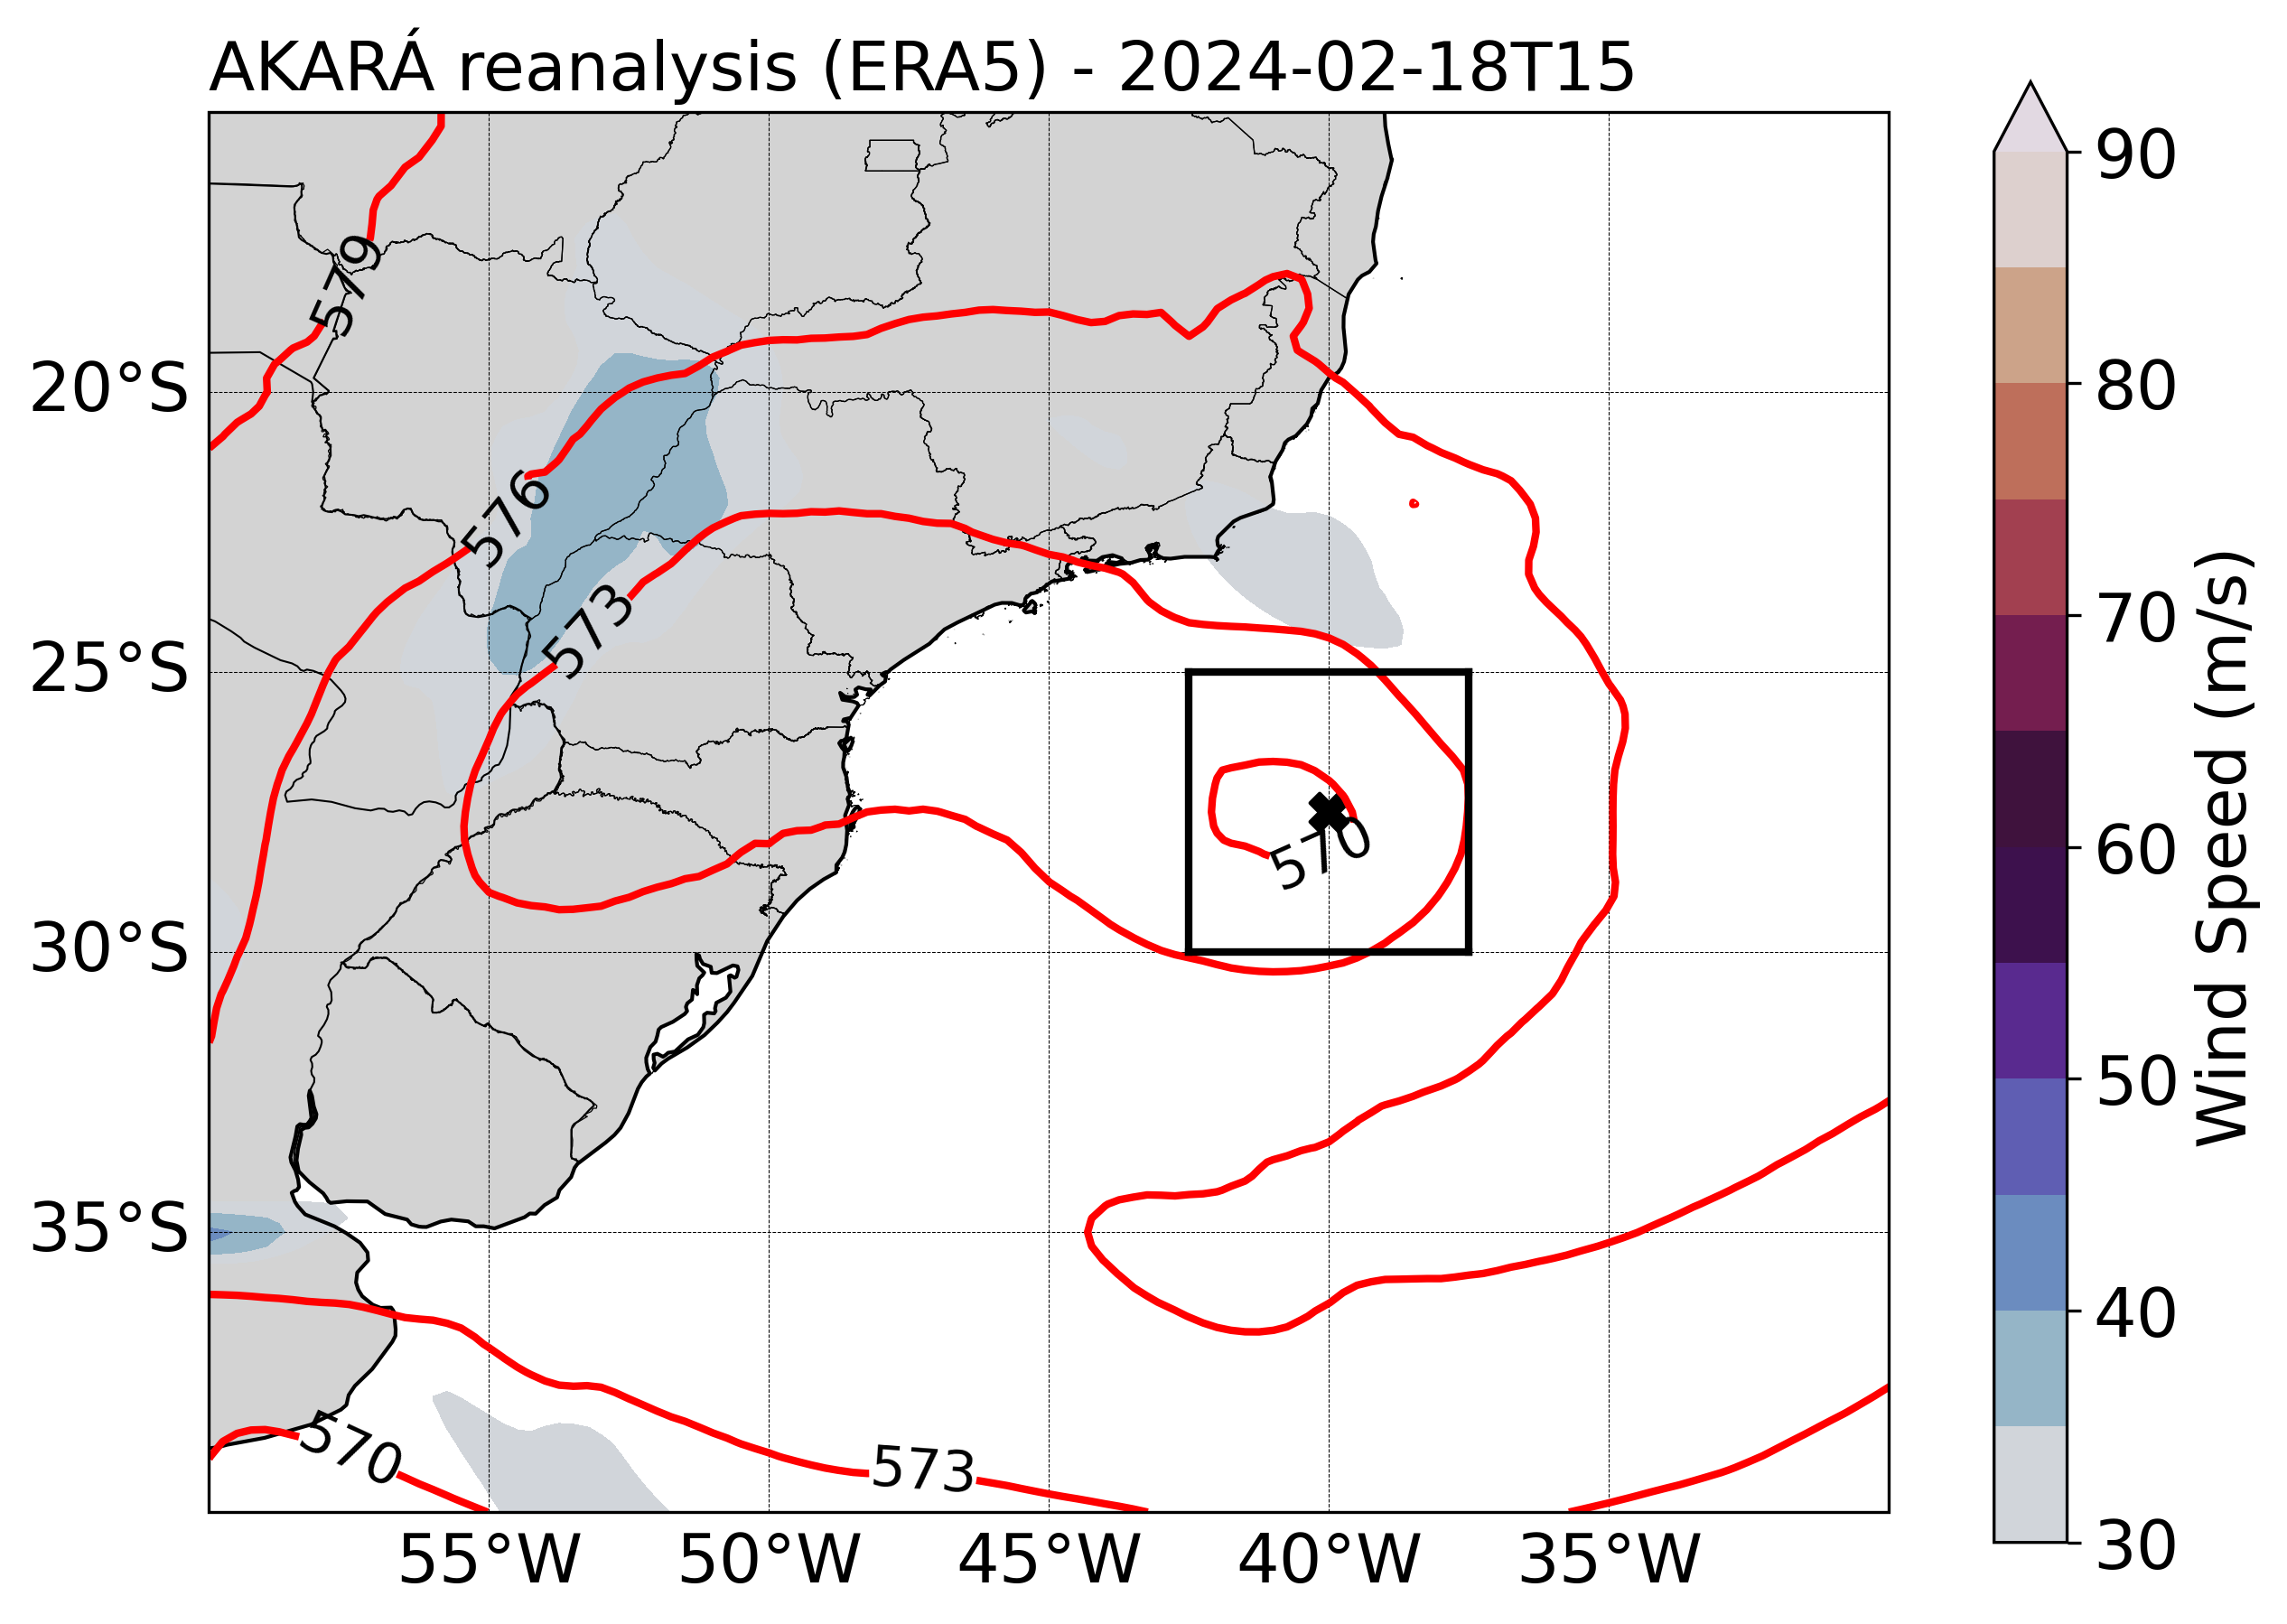 AKARÁ reanalysis (ERA5) - 2024-02-18T15
579
576
573
570
570
573
20°S
25°S
30°S
35°S
55°W
50°W
45°W
40°W
35°W
90
80
70
60
50
40
30
Wind Speed (m/s)